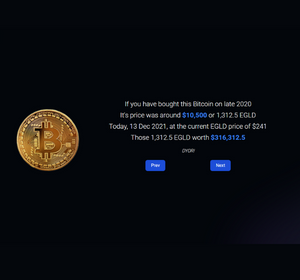 If you have bought this Bitcoin on late 2020
It's price was around $10,500 or 1,312.5 EGLD
Today, 13 Dec 2021, at the current EGLD price of $241
Those 1,312.5 EGLD worth $316,312.5
DYOR!
Prev
Next